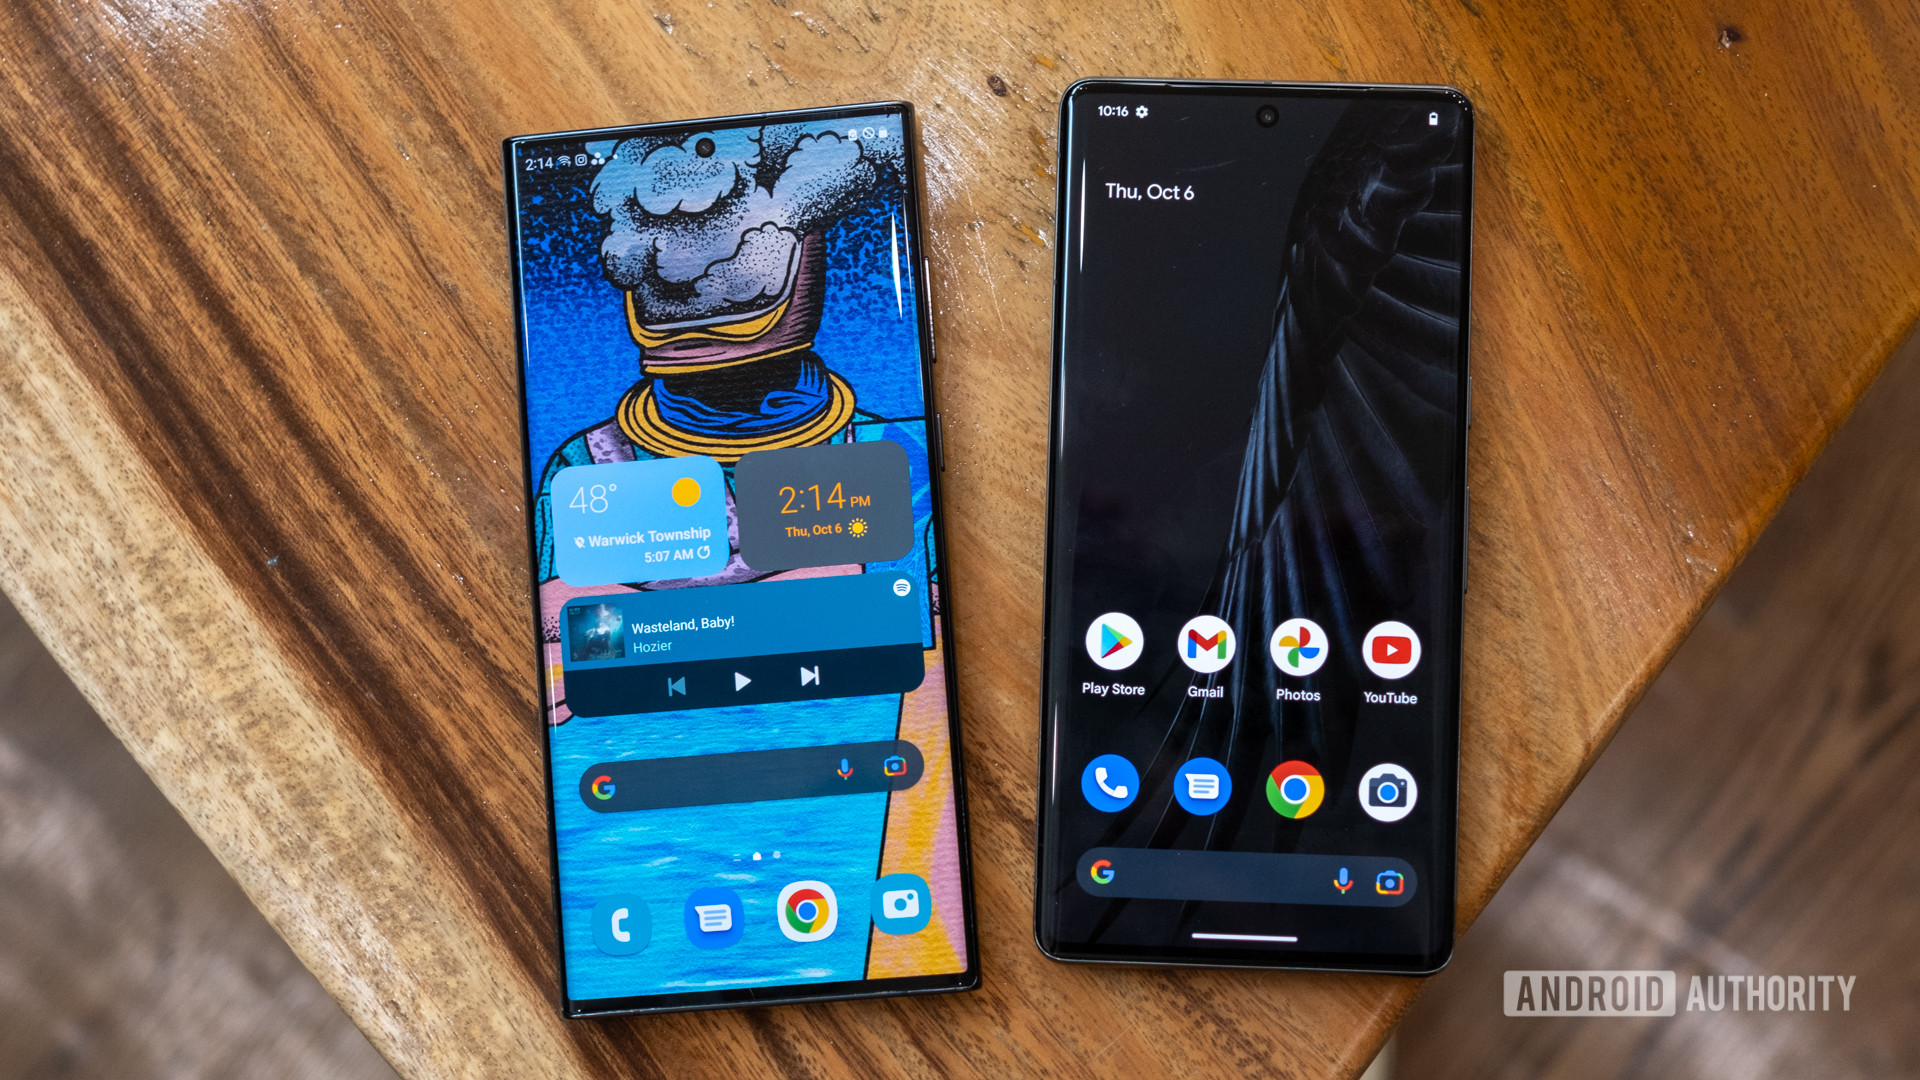 2:14
48°
Warwick Township
5:07 AM
2:14 PM
Thu, Oct 6
Wasteland, Baby!
Hozier
G
10:16
Thu, Oct 6
Play Store
Gmail
Photos
YouTube
G
ANDROID AUTHORITY